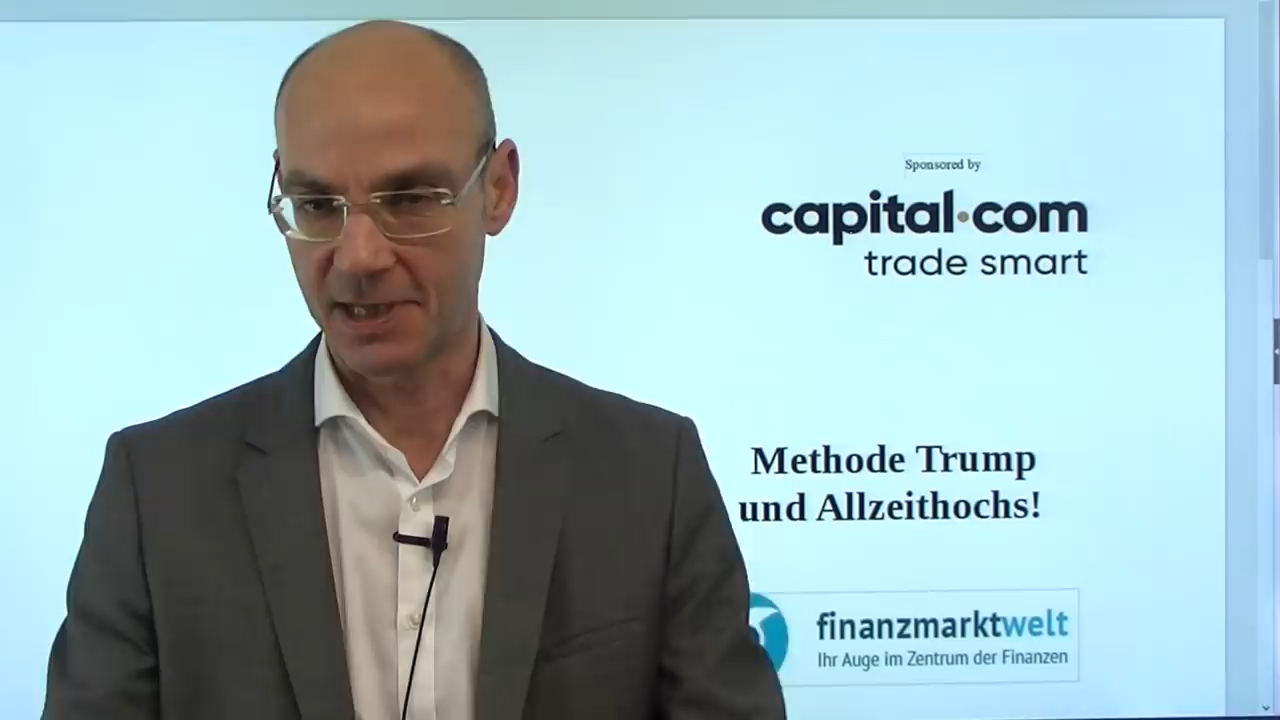 Sponsored by
capital.com
trade smart
Methode Trump
und Allzeithochs!
finanzmarktwelt
Ihr Auge im Zentrum der Finanzen